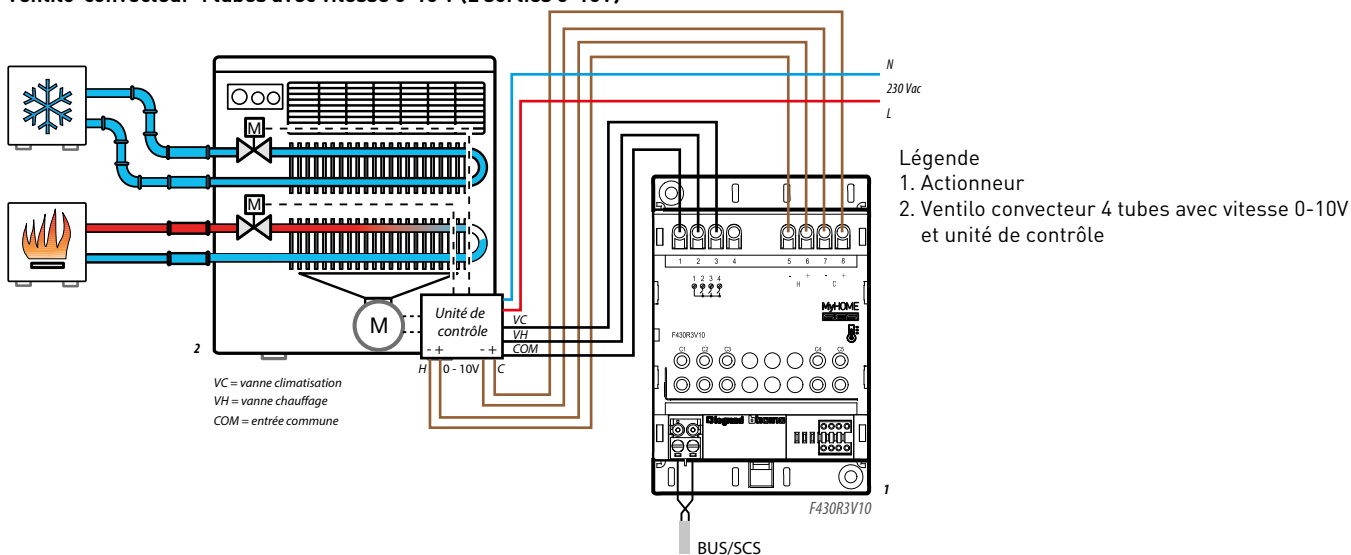 Ventilo-convecteur 4 tubes avec vitesse 0-10 V (2 sorties 0-10V)
N
230 Vac
L
Légende
1. Actionneur
2. Ventilo convecteur 4 tubes avec vitesse 0-10V
et unité de contrôle
M
M
M
Unité de
contrôle
- +
- +
VC
VH
COM
H
0 - 10V
C
2
VC = vanne climatisation
VH = vanne chauffage
COM = entrée commune
1 2 3 4
5 6 7 8
- + - +
H C
1 2 3 4
MyHOME
F430R3V10
C1 C2 C3 C4 C5
legrand bticino
1
F430R3V10
BUS/SCS